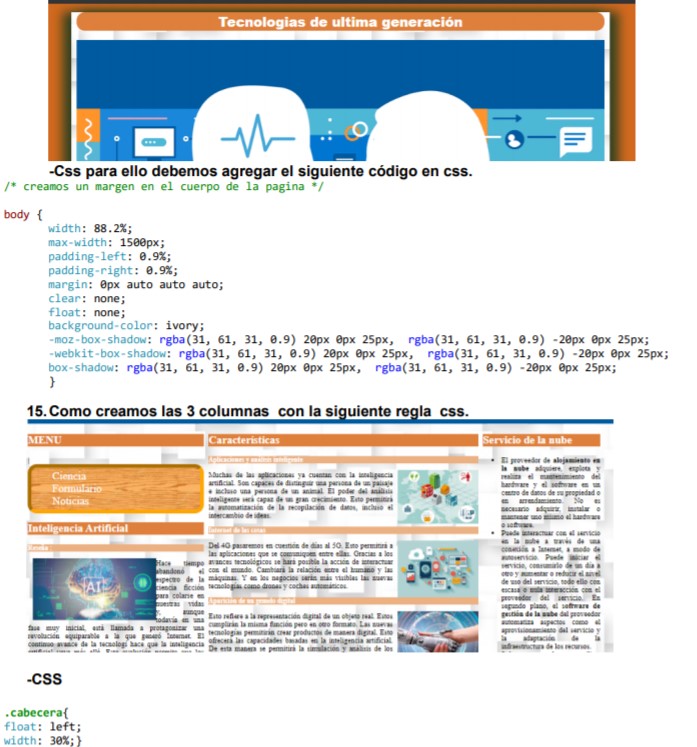 Tecnologias de ultima generación
-Css para ello debemos agregar el siguiente código en css.
/* creamos un margen en el cuerpo de la pagina */
body {
width: 88.2%;
max-width: 1500px;
padding-left: 0.9%;
padding-right: 0.9%;
margin: 0px auto auto auto;
clear: none;
float: none;
background-color: ivory;
-moz-box-shadow: rgba(31, 61, 31, 0.9) 20px 0px 25px, rgba(31, 61, 31, 0.9) -20px 0px 25px;
-webkit-box-shadow: rgba(31, 61, 31, 0.9) 20px 0px 25px, rgba(31, 61, 31, 0.9) -20px 0px 25px;
box-shadow: rgba(31, 61, 31, 0.9) 20px 0px 25px, rgba(31, 61, 31, 0.9) -20px 0px 25px;
}
15. Como creamos las 3 columnas con la siguiente regla css.
MENU
Ciencia
Formulario
Noticias
Inteligencia Artificial
Reseña
AI
Hace tiempo
abandonó el
espectro de la
ciencia ficción
para colarse en
nuestras vidas
y, aunque
todavía en una
fase muy inicial, está llamada a protagonizar una
revolución equiparable a la que generó Internet. El
continuo avance de la tecnologí hace que la inteligencia
Características
Aplicaciones y análisis inteligente
Muchas de las aplicaciones ya cuentan con la inteligencia
artificial. Son capaces de distinguir una persona de un paisaje
e incluso una persona de un animal. El poder del análisis
inteligente será capaz de un gran crecimiento. Esto permitirá
la automatización de la recopilación de datos, incluso el
intercambio de ideas.
Internet de las cosas
Del 4G pasaremos en cuestión de días al 5G. Esto permitirá a
las aplicaciones que se comuniquen entre ellas. Gracias a los
avances tecnológicos se hará posible la acción de interactuar
con el mundo. Cambiará la relación entre el humano y las
máquinas. Y en los negocios serán más visibles las nuevas
tecnologías como drones y coches automáticos.
Aparición de un mundo digital
Esto refiere a la representación digital de un objeto real. Estos
cumplirán la misma función pero en otro formato. Las nuevas
tecnologías permitirán crear productos de manera digital. Esto
ofrecerá las capacidades basadas en la inteligencia artificial.
De esta manera se permitirá la simulación y análisis de los
Servicio de la nube
El proveedor de alojamiento en
la nube adquiere, explota y
realiza el mantenimiento del
hardware y el software en un
centro de datos de su propiedad o
en arrendamiento. No es
necesario adquirir, instalar o
mantener uno mismo el hardware
o software.
Puede interactuar con el servicio
en la nube a través de una
conexión a Internet, a modo de
autoservicio. Puede iniciar el
servicio, consumirlo de un día a
otro y aumentar o reducir el nivel
de uso del servicio, todo ello con
escasa o nula interacción con el
proveedor del servicio. En
segundo plano, el software de
gestión de la nube del proveedor
automatiza aspectos como el
aprovisionamiento del servicio y
la adaptación de la
infraestructura de los recursos.
-CSS
.cabecera{
float: left;
width: 30%;}